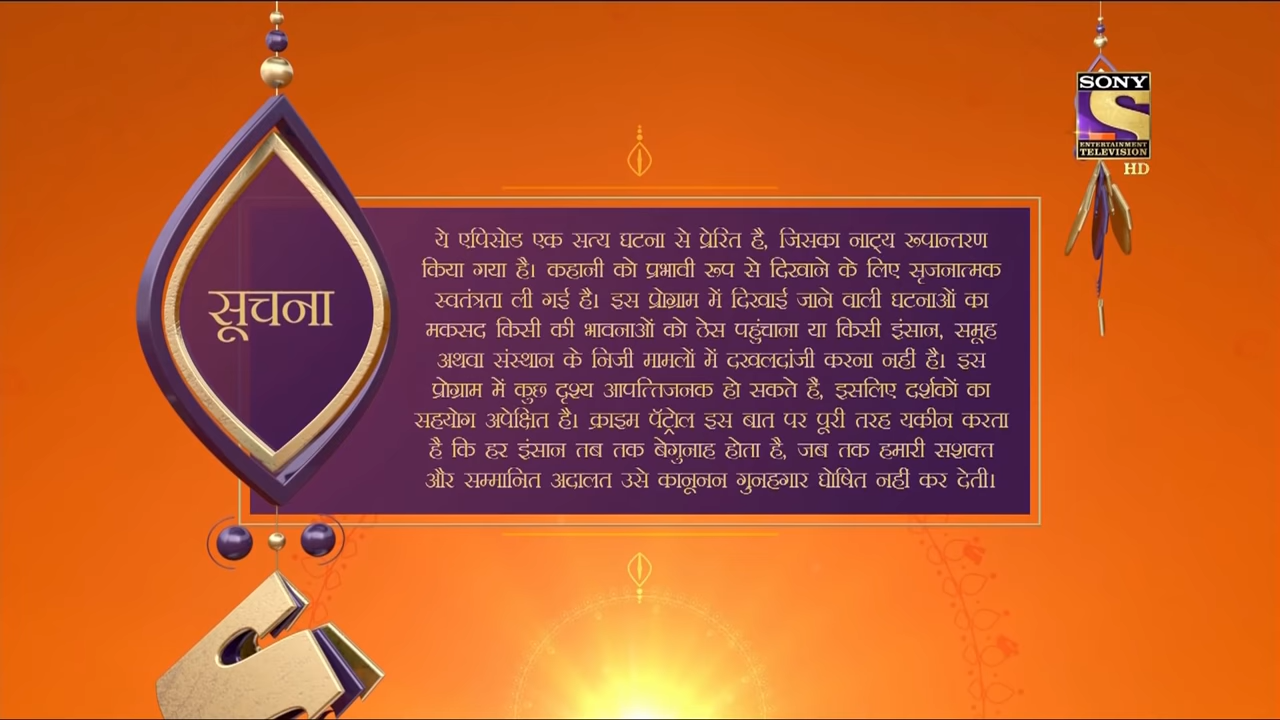 सूचना
ये एपिसोड एक सत्य घटना से प्रेरित है, जिसका नाट्य रूपान्तरण
किया गया है। कहानी को प्रभावी रूप से दिखाने के लिए सृजनात्मक
स्वतंत्रता ली गई है। इस प्रोग्राम में दिखाई जाने वाली घटनाओं का
मकसद किसी की भावनाओं को ठेस पहुंचाना या किसी इंसान, समूह
अथवा संस्थान के निजी मामलों में दखलदांजी करना नहीं है। इस
प्रोग्राम में कुछ दृश्य आपत्तिजनक हो सकते हैं, इसलिए दर्शकों का
सहयोग अपेक्षित है। क्राइम पॅट्रोल इस बात पर पूरी तरह यकीन करता
है कि हर इंसान तब तक बेगुनाह होता है, जब तक हमारी सशक्त
और सम्मानित अदालत उसे कानूनन गुनहगार घोषित नहीं कर देती।
SONY
ENTERTAINMENT
TELEVISION
HD